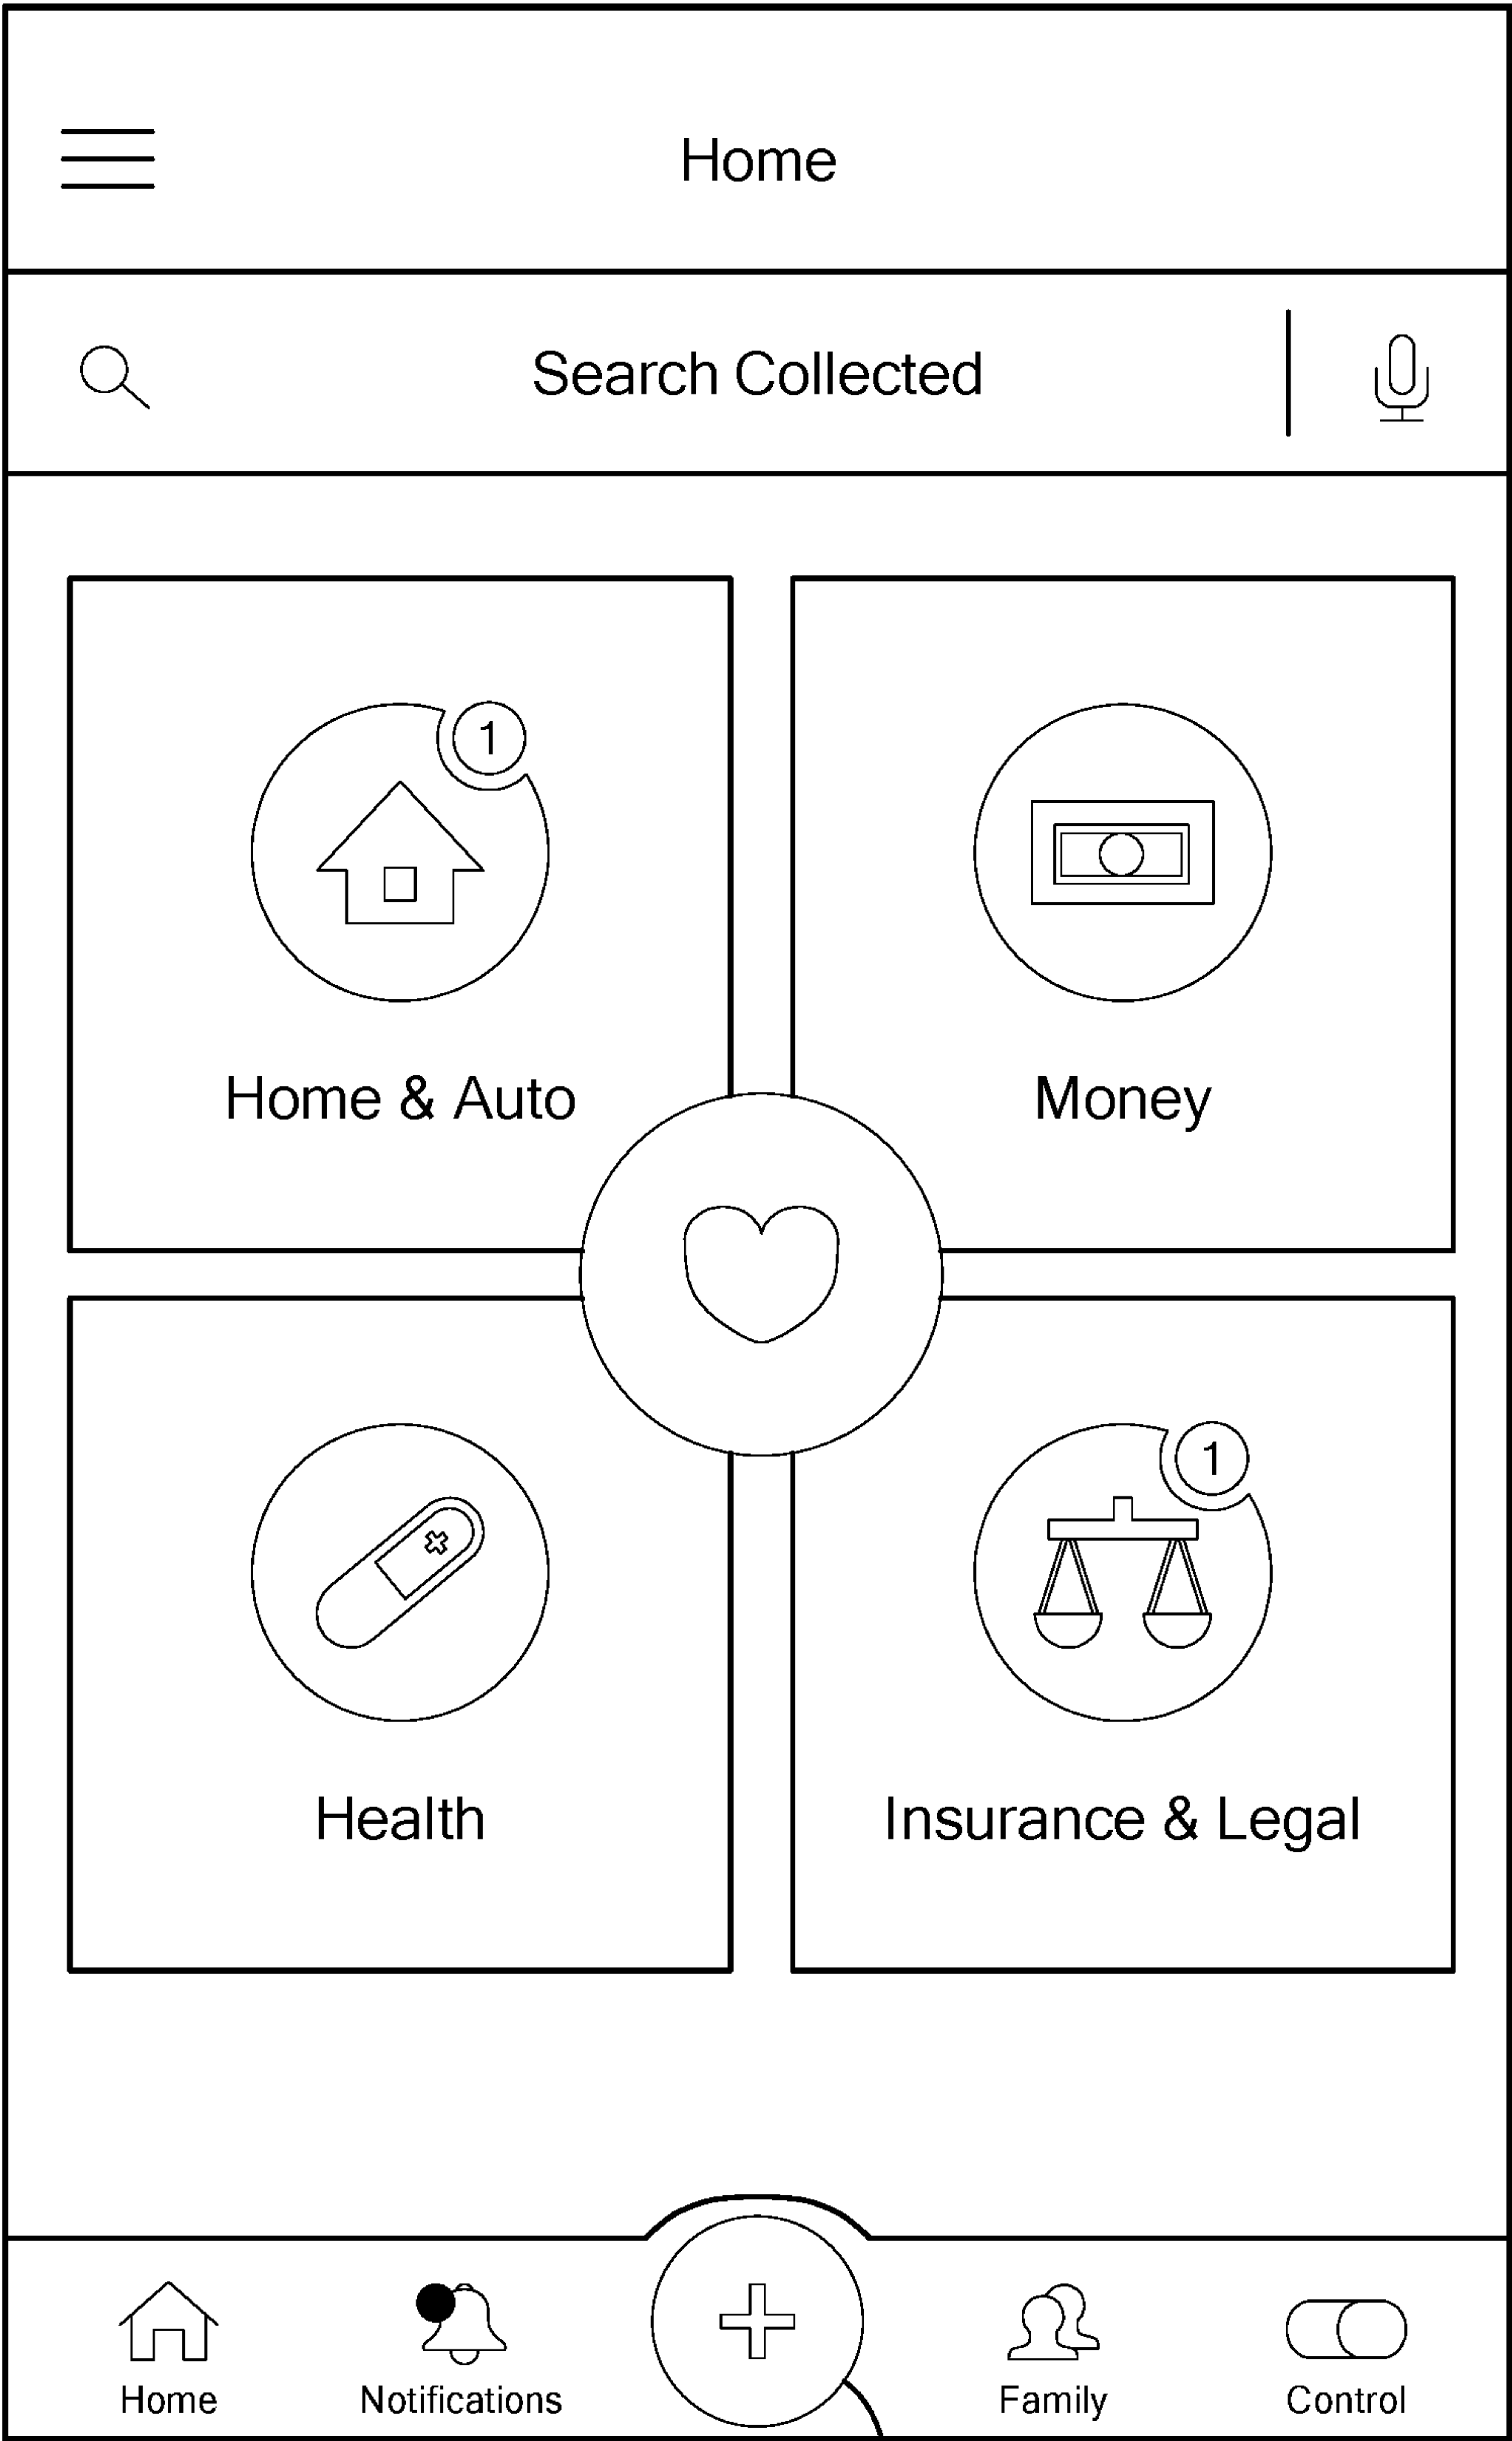 Home
Search Collected
1
Home & Auto
Money
1
Health
Insurance & Legal
Home
Notifications
Family
Control